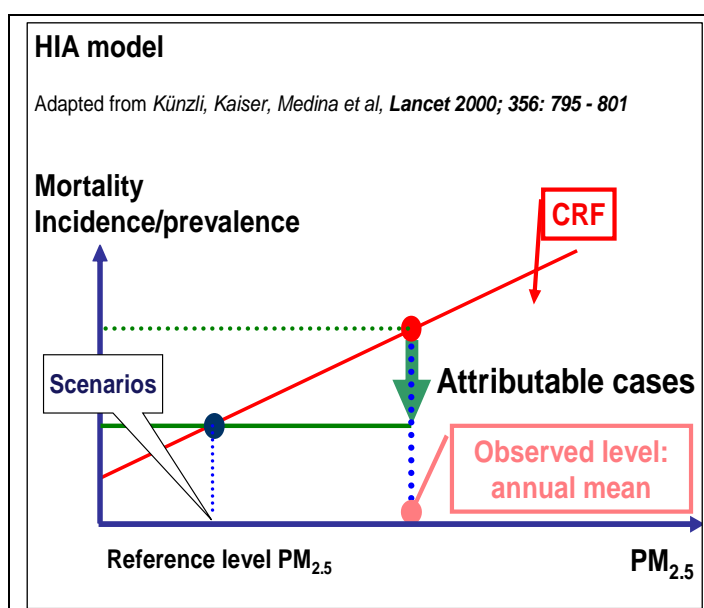 HIA model
Adapted from Künzli, Kaiser, Medina et al, Lancet 2000; 356: 795 - 801
Mortality
Incidence/prevalence
CRF
Scenarios
Attributable cases
Observed level:
annual mean
Reference level PM2.5
PM2.5